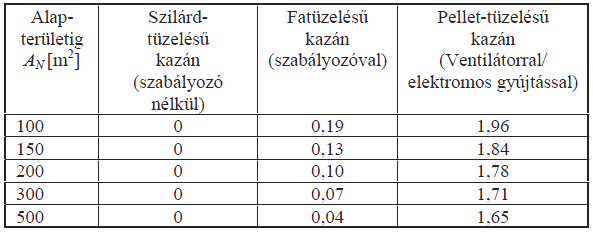 Alap-
területig
A_N [m²]
Szilárd-
tüzelésű
kazán
(szabályozó
nélkül)
Fatüzelésű
kazán
(szabályozóval)
Pellet-tüzelésű
kazán
(Ventilátorral/
elektromos gyújtással)
100 0 0,19 1,96
150 0 0,13 1,84
200 0 0,10 1,78
300 0 0,07 1,71
500 0 0,04 1,65